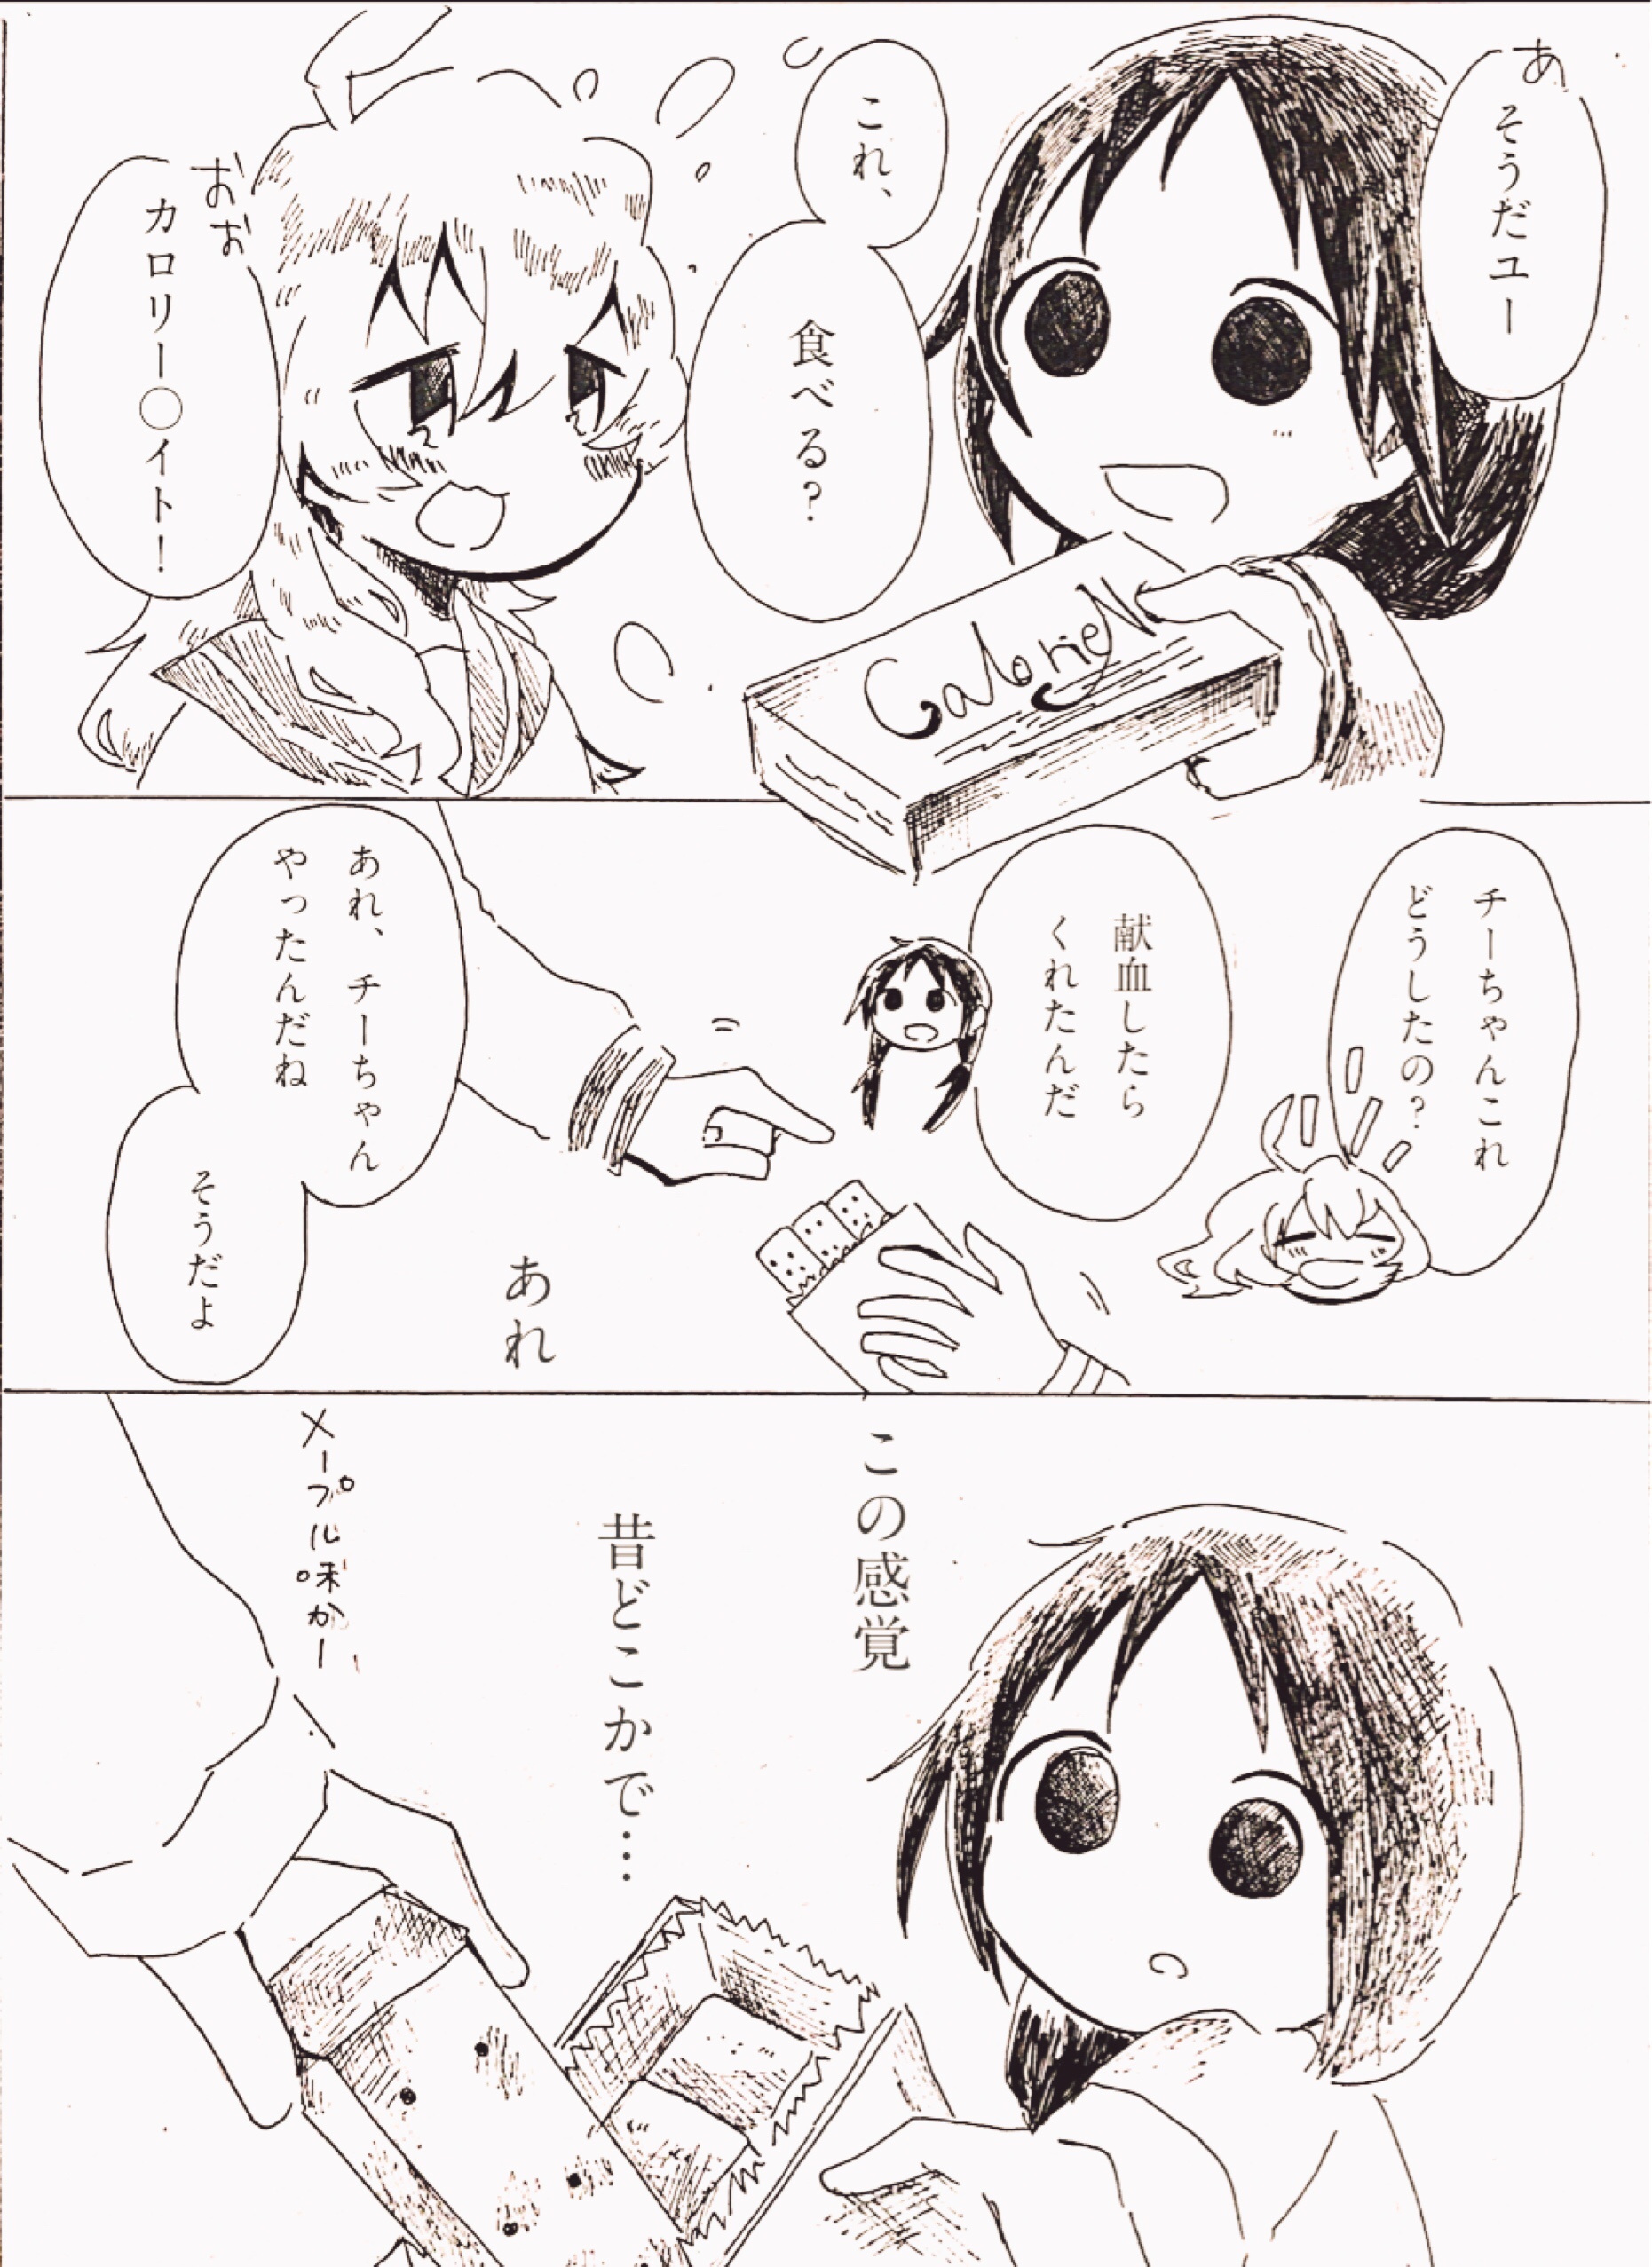 あ
そうだユー
これ、
食べる?
おお
カロリー〇イト!
CalorieM
チーちゃんこれ
どうしたの?
献血したら
くれたんだ
あれ、チーちゃん
やったんだね
そうだよ
あれ
この感覚
昔どこかで…
メープル味かー